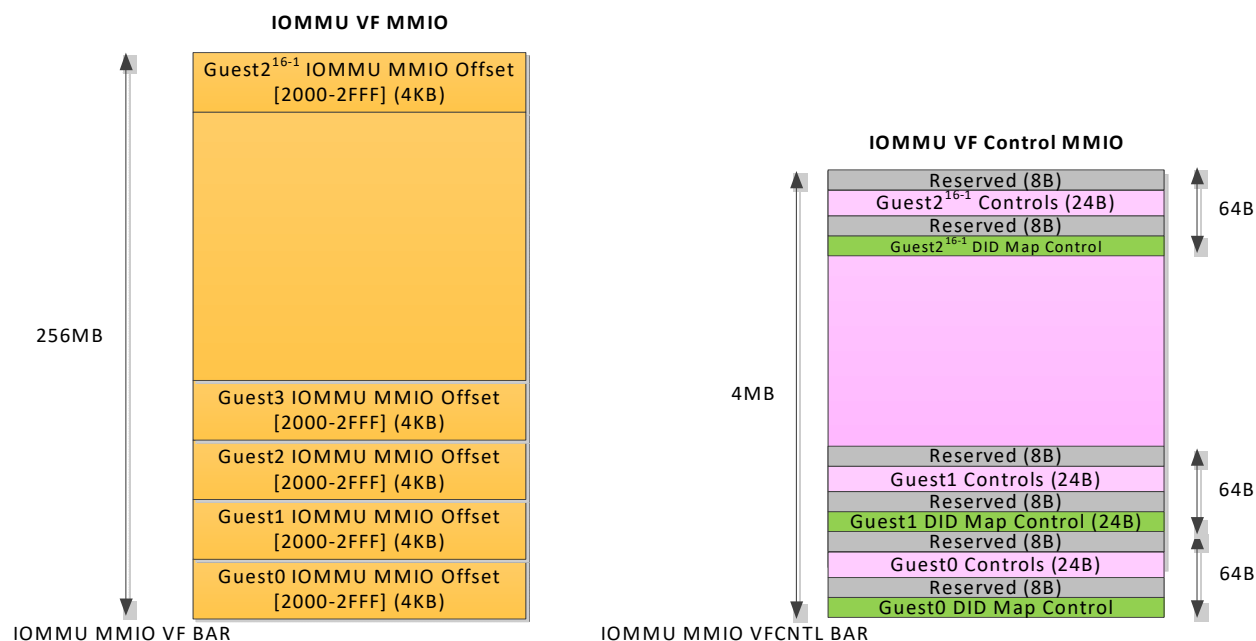 IOMMU VF MMIO
Guest2^16-1 IOMMU MMIO Offset
[2000-2FFF] (4KB)
256MB
Guest3 IOMMU MMIO Offset
[2000-2FFF] (4KB)
Guest2 IOMMU MMIO Offset
[2000-2FFF] (4KB)
Guest1 IOMMU MMIO Offset
[2000-2FFF] (4KB)
Guest0 IOMMU MMIO Offset
[2000-2FFF] (4KB)
IOMMU MMIO VF BAR
IOMMU VF Control MMIO
Reserved (8B)
Guest2^16-1 Controls (24B)
Reserved (8B)
Guest2^16-1 DID Map Control
64B
4MB
Reserved (8B)
Guest1 Controls (24B)
Reserved (8B)
Guest1 DID Map Control (24B)
64B
Reserved (8B)
Guest0 Controls (24B)
Reserved (8B)
Guest0 DID Map Control
64B
IOMMU MMIO VFCNTL BAR